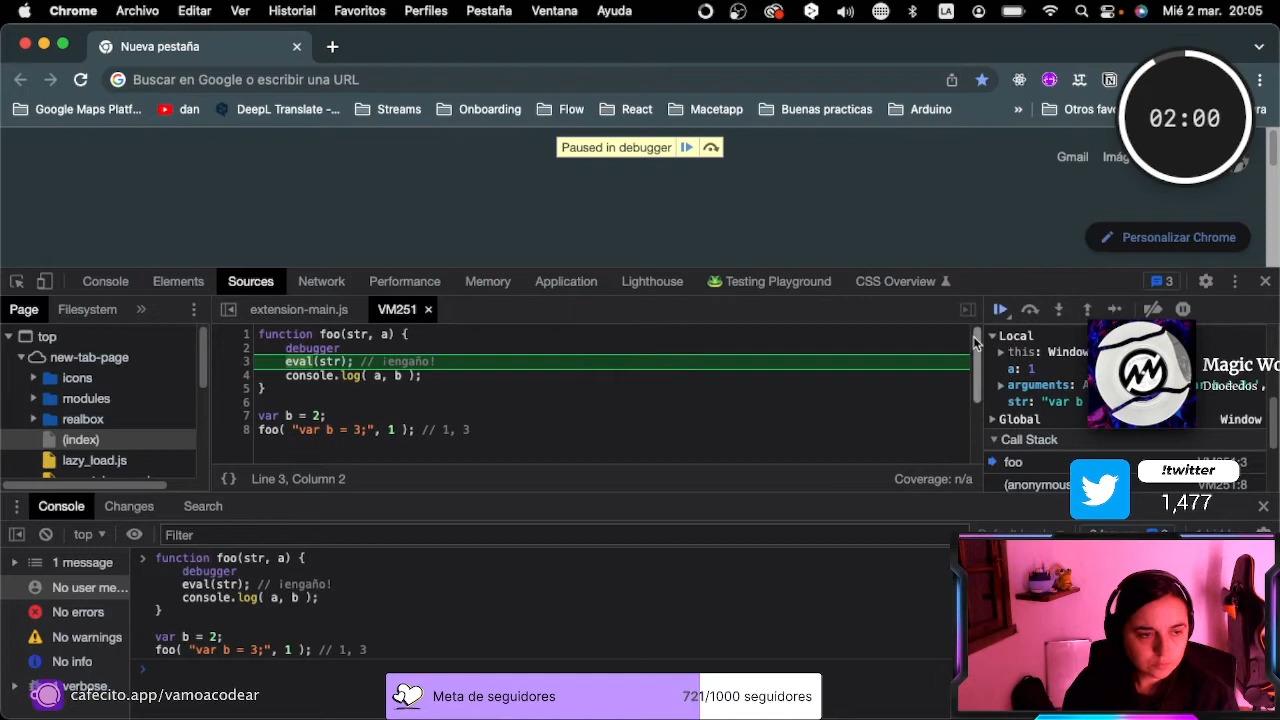 Chrome Archivo Editar Ver Historial Favoritos Perfiles Pestaña Ventana Ayuda LA Mié 2 mar. 20:05
Nueva pestaña
Buscar en Google o escribir una URL
Google Maps Platf... dan DeepL Translate -... Streams Onboarding Flow React Macetapp Buenas practicas Arduino » Otros favo
02:00
Paused in debugger
Gmail
Personalizar Chrome
Console Elements Sources Network Performance Memory Application Lighthouse Testing Playground CSS Overview 3
Page Filesystem » extension-main.js VM251
top
new-tab-page
icons
modules
realbox
(index)
lazy_load.js
1 function foo(str, a) {
2 debugger
3 eval(str); // ¡engaño!
4 console.log( a, b );
5 }
6
7 var b = 2;
8 foo( "var b = 3;", 1 ); // 1, 3
{} Line 3, Column 2 Coverage: n/a
Local
this: Window
a: 1
arguments:
str: "var b
Global Window
Call Stack
foo VM251:3
(anonymous VM251:8
Magic Wo
Duodedos
!twitter
1,477
Console Changes Search
top Filter
1 message
No user me...
No errors
No warnings
No info
verbose
function foo(str, a) {
debugger
eval(str); // ¡engaño!
console.log( a, b );
}
var b = 2;
foo( "var b = 3;", 1 ); // 1, 3
cafecito.app/vamoacodear
Meta de seguidores 721/1000 seguidores